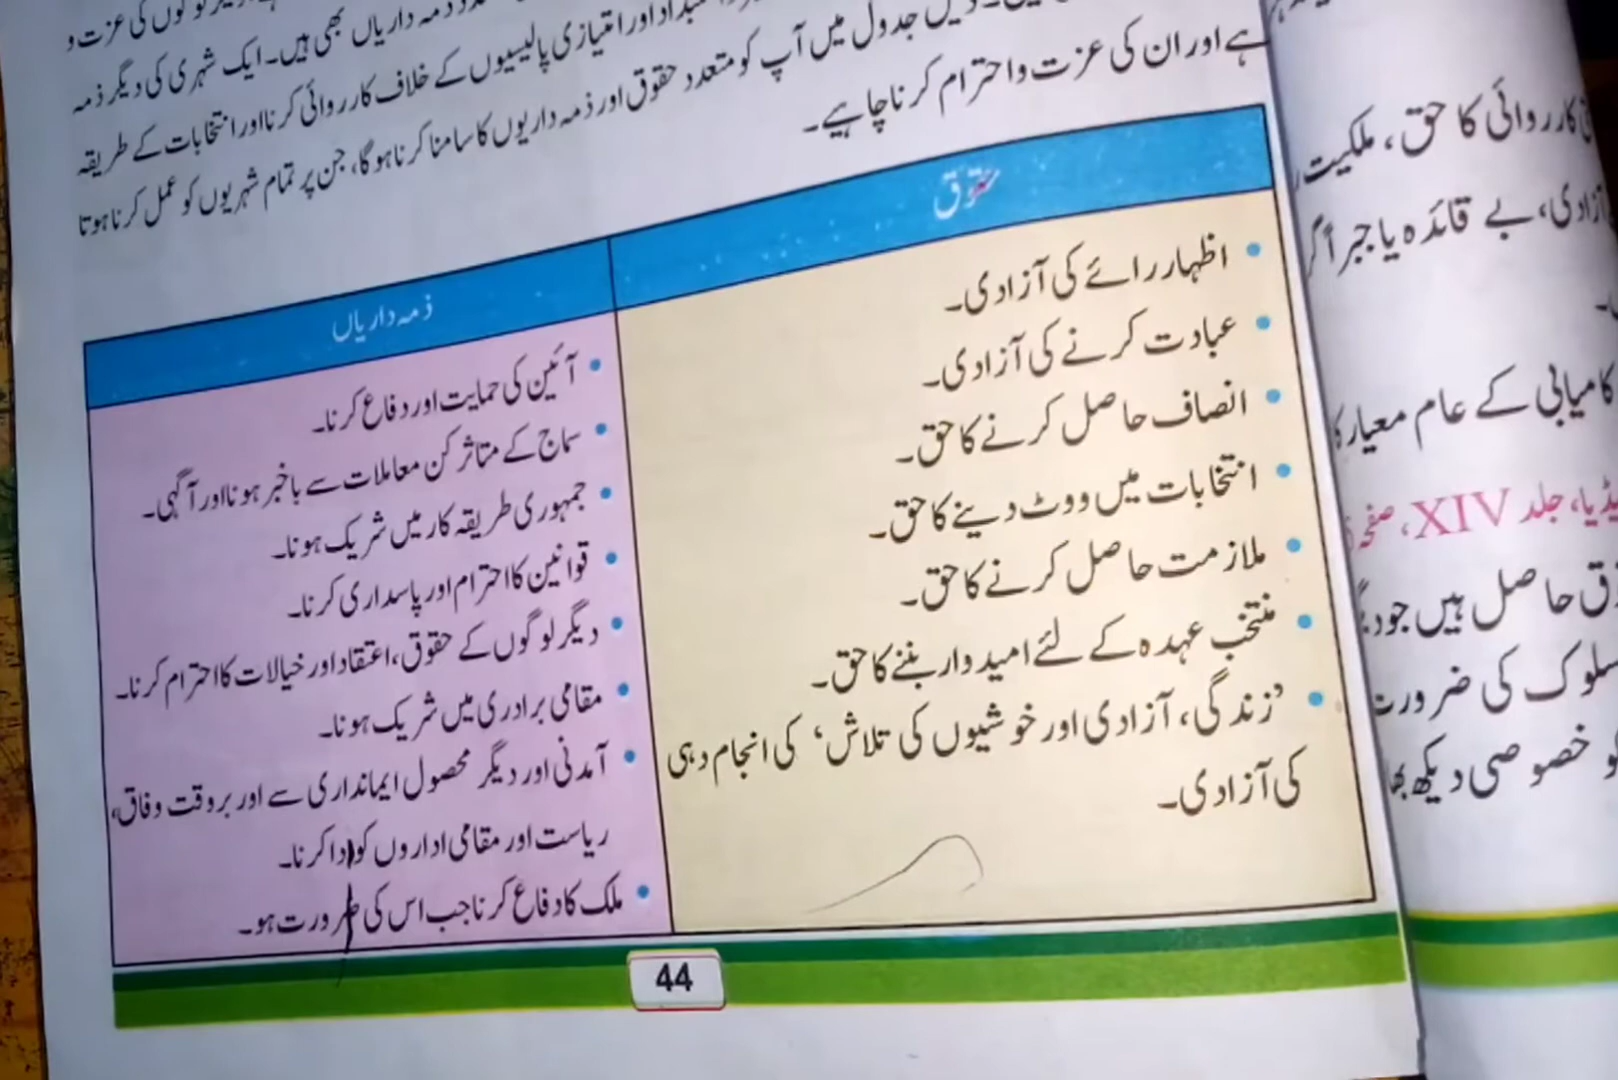 لوگوں کی عزت و
ذمہ داریاں بھی ہیں۔ ایک شہری کی دیگر ذمہ
اور امتیازی پالیسیوں کے خلاف کارروائی کرنا اور انتخابات کے طریقہ
جدول میں آپ کو متعدد حقوق اور ذمہ داریوں کا سامنا کرنا ہوگا، جن پر تمام شہریوں کو عمل کرنا ہوتا
ہے اور ان کی عزت واحترام کرنا چاہیے۔
حقوق
اظہار رائے کی آزادی۔
عبادت کرنے کی آزادی۔
انصاف حاصل کرنے کا حق۔
انتخابات میں ووٹ دینے کا حق۔
ملازمت حاصل کرنے کا حق۔
منتخب عہدہ کے لئے امیدوار بننے کا حق۔
’زندگی، آزادی اور خوشیوں کی تلاش‘ کی انجام دہی
کی آزادی۔
ذمہ داریاں
آئین کی حمایت اور دفاع کرنا۔
سماج کے متاثر کن معاملات سے باخبر ہونا اور آگہی۔
جمہوری طریقہ کار میں شریک ہونا۔
قوانین کا احترام اور پاسداری کرنا۔
دیگر لوگوں کے حقوق، اعتقاد اور خیالات کا احترام کرنا۔
مقامی برادری میں شریک ہونا۔
آمدنی اور دیگر محصول ایمانداری سے اور بروقت وفاق،
ریاست اور مقامی اداروں کو ادا کرنا۔
ملک کا دفاع کرنا جب اس کی ضرورت ہو۔
44
کارروائی کا حق، ملکیت
آزادی، بے قائدہ یا جبراً
کامیابی کے عام معیار
جلد XIV، صفحہ
حاصل ہیں جو
سلوک کی ضرورت
خصوصی دیکھ